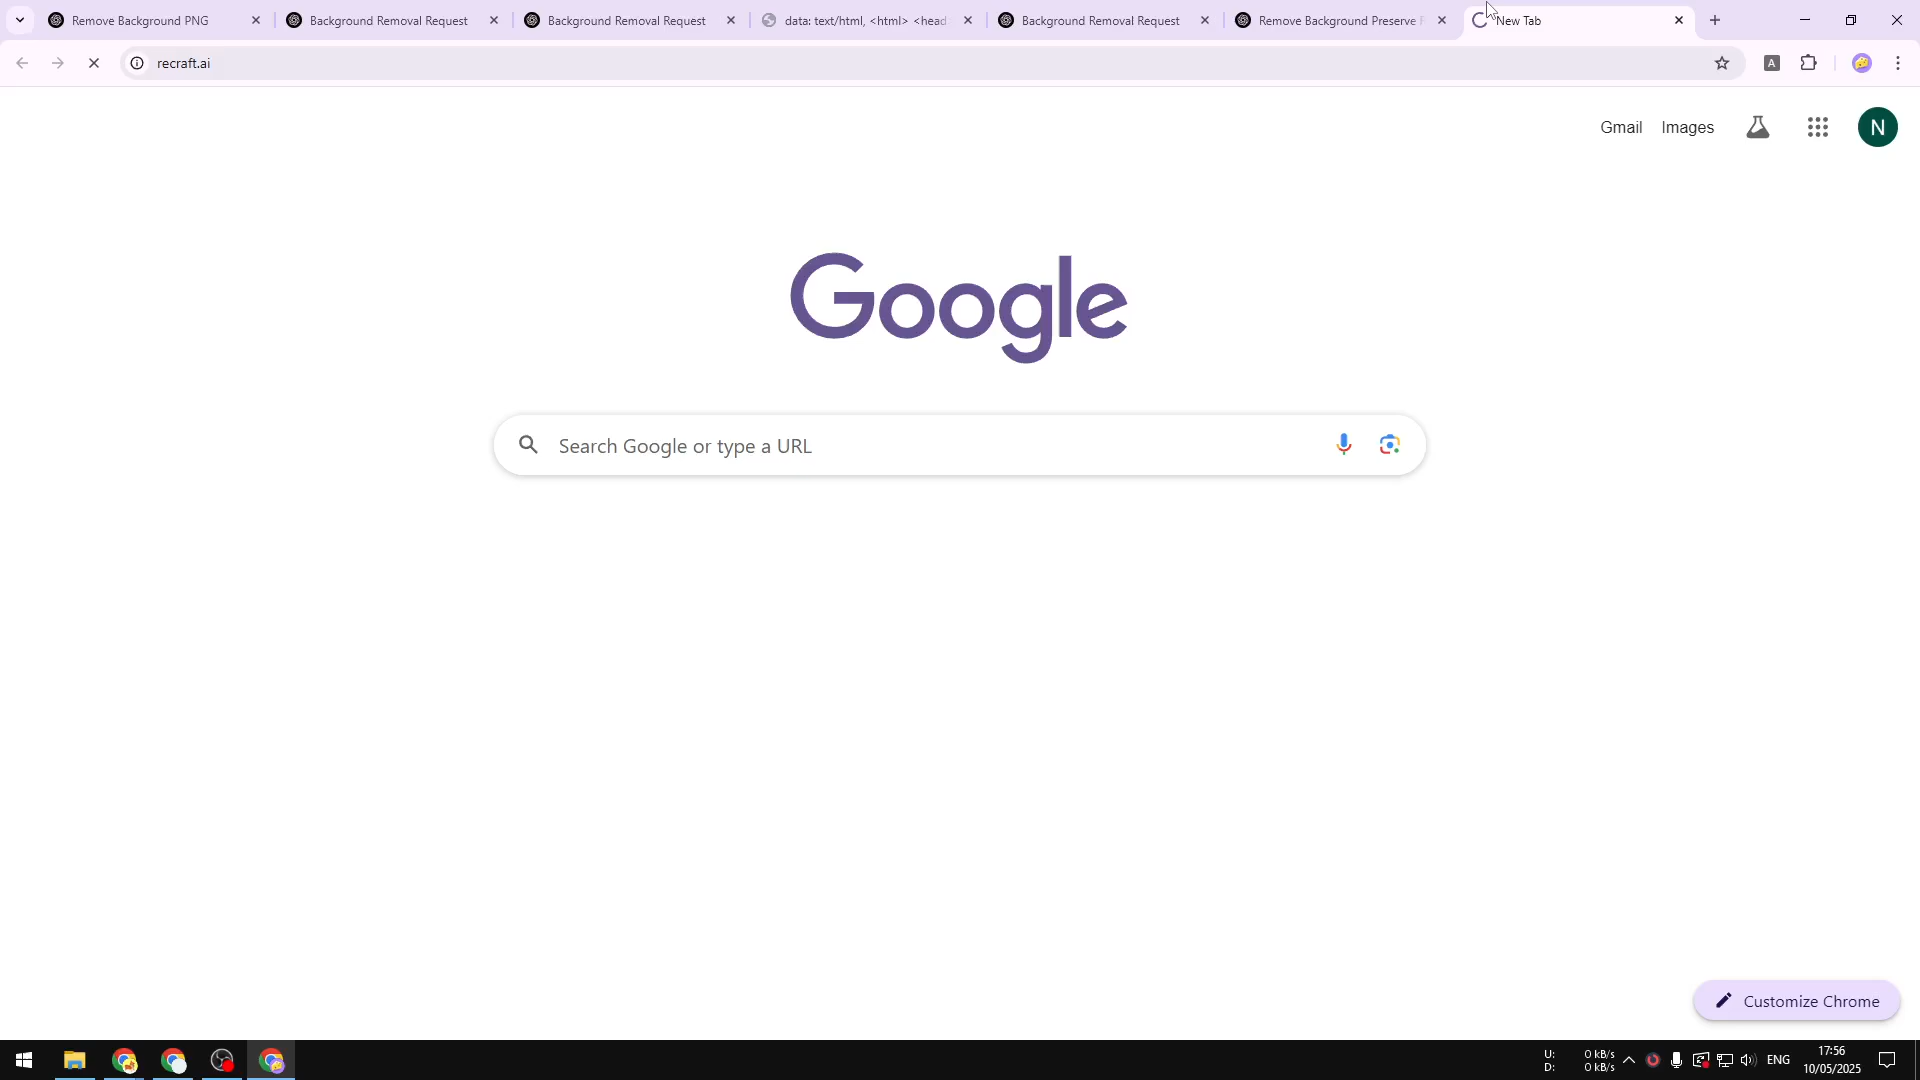 Remove Background PNG
Background Removal Request
Background Removal Request
data: text/html, <html> <head
Background Removal Request
Remove Background Preserve
New Tab
recraft.ai
A
Gmail
Images
N
Google
Search Google or type a URL
Customize Chrome
U: 0 kB/s
D: 0 kB/s
ENG
17:56
10/05/2025